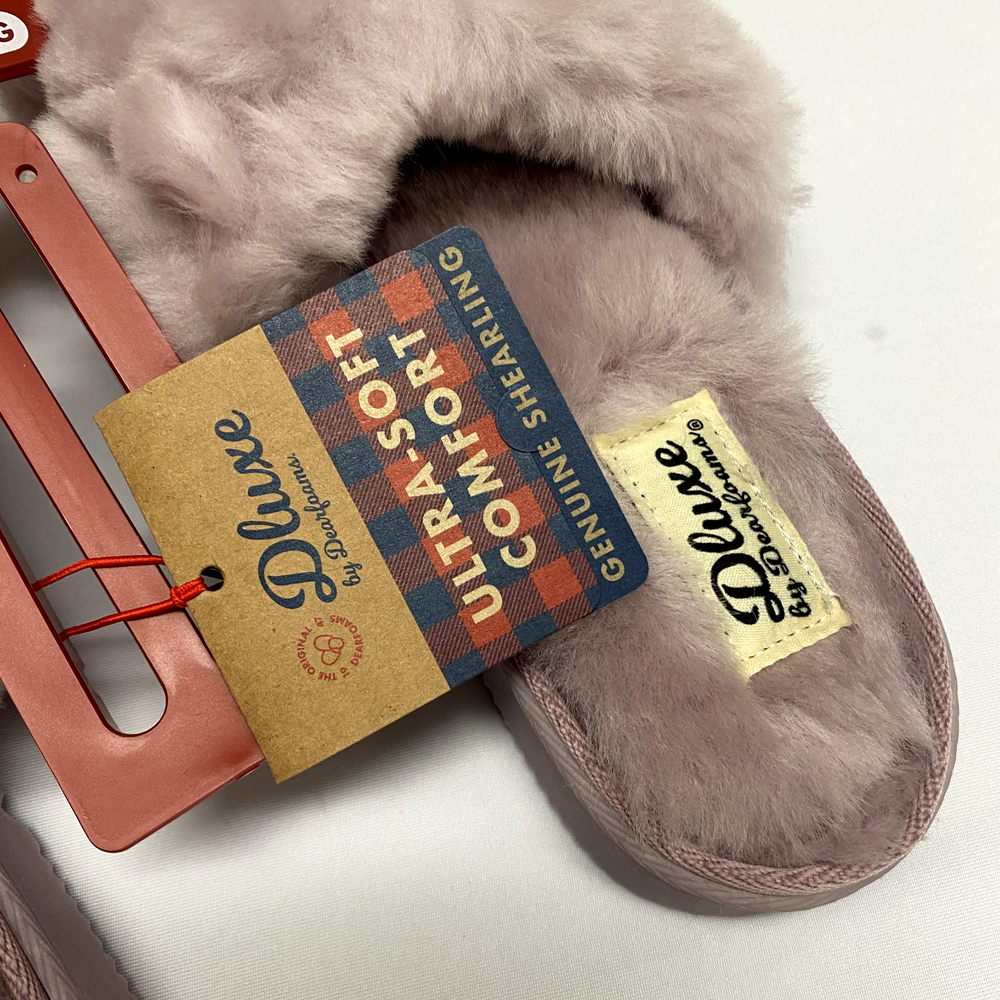 G
Dluxe
by Dearfoams.
THE ORIGINAL
DEARFOAMS
ULTRA-SOFT
COMFORT
GENUINE SHEARLING
Dluxe
by Dearfoams®